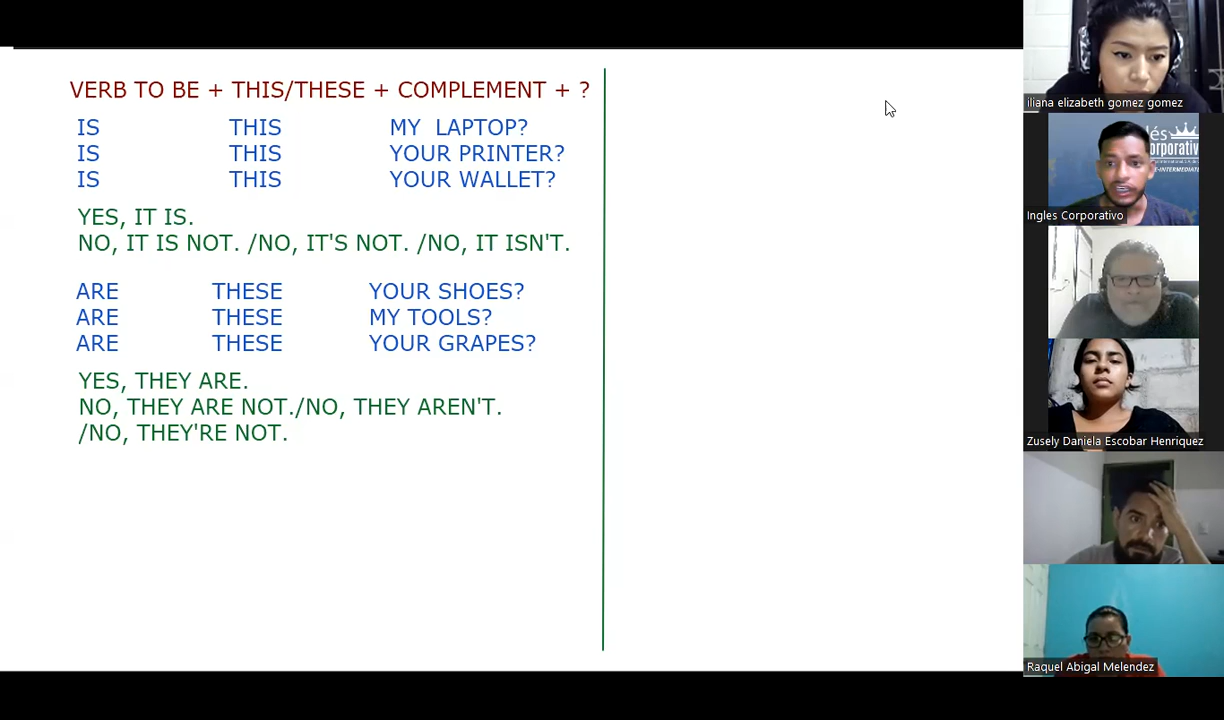 VERB TO BE + THIS/THESE + COMPLEMENT + ?
IS THIS MY LAPTOP?
IS THIS YOUR PRINTER?
IS THIS YOUR WALLET?
YES, IT IS.
NO, IT IS NOT. /NO, IT'S NOT. /NO, IT ISN'T.
ARE THESE YOUR SHOES?
ARE THESE MY TOOLS?
ARE THESE YOUR GRAPES?
YES, THEY ARE.
NO, THEY ARE NOT./NO, THEY AREN'T.
/NO, THEY'RE NOT.
iliana elizabeth gomez gomez
Ingles Corporativo
Zusely Daniela Escobar Henriquez
Raquel Abigal Melendez